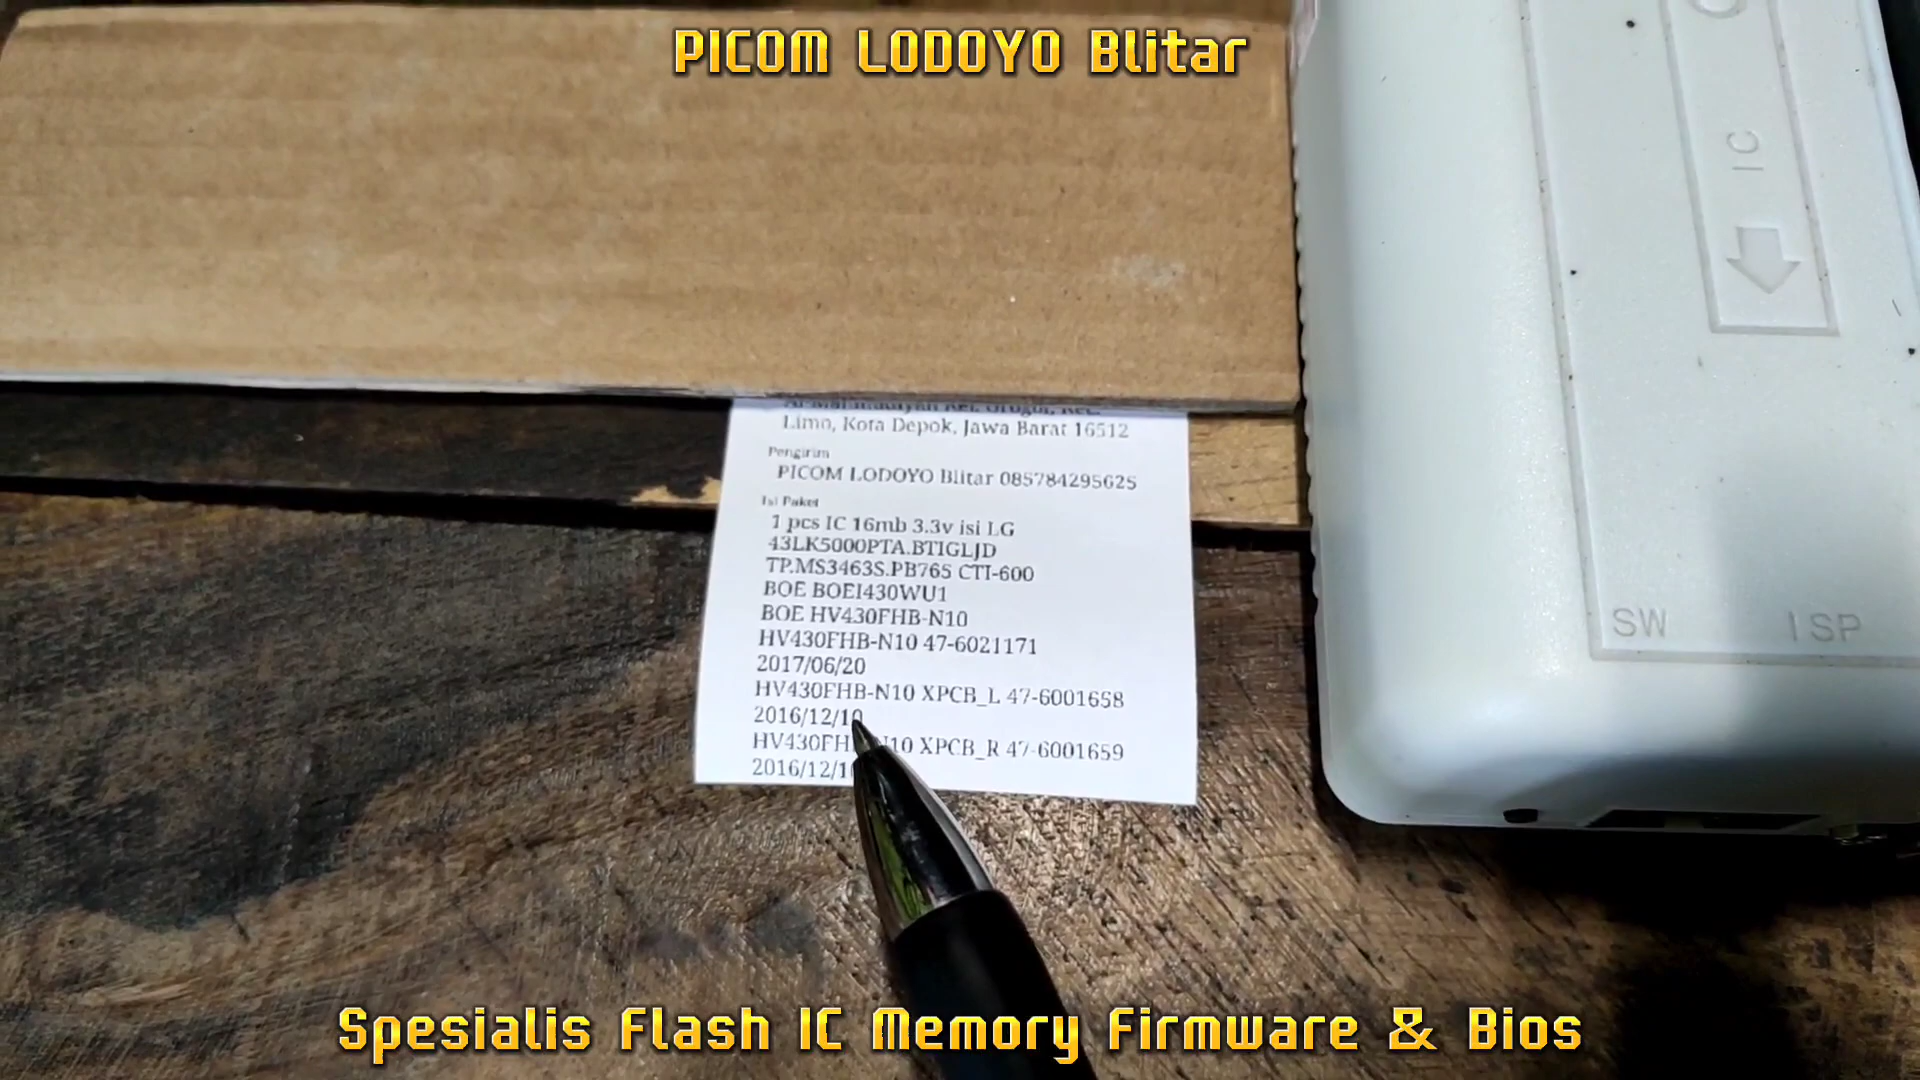 PICOM LODOYO Blitar
IC
Limo, Kota Depok, Jawa Barat 16512
Pengirim
PICOM LODOYO Blitar 085784295625
Isi Paket
1 pcs IC 16mb 3.3v isi LG
43LK5000PTA.BTIGLJD
TP.MS3463S.PB765 CTI-600
BOE BOEI430WU1
BOE HV430FHB-N10
HV430FHB-N10 47-6021171
2017/06/20
HV430FHB-N10 XPCB_L 47-6001658
2016/12/10
XPCB_R 47-6001659
SW ISP
Spesialis Flash IC Memory Firmware & Bios